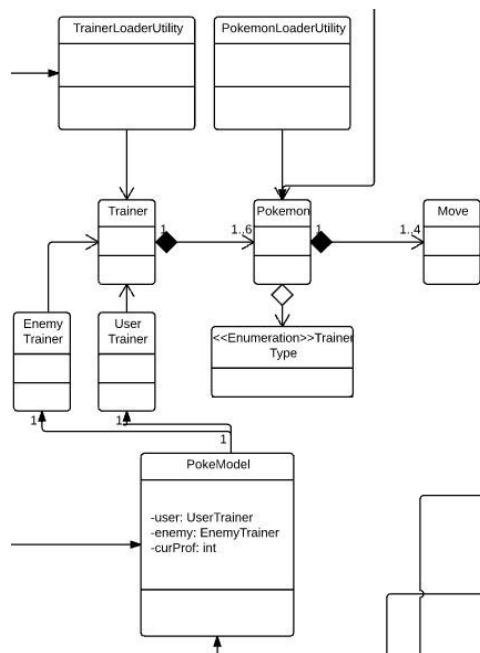 TrainerLoaderUtility
PokemonLoaderUtility
Trainer
Pokemon
Move
1
1..6
1
1..4
Enemy
Trainer
User
Trainer
<<Enumeration>>Trainer
Type
1
1
1
PokeModel
-user: UserTrainer
-enemy: EnemyTrainer
-curProf: int